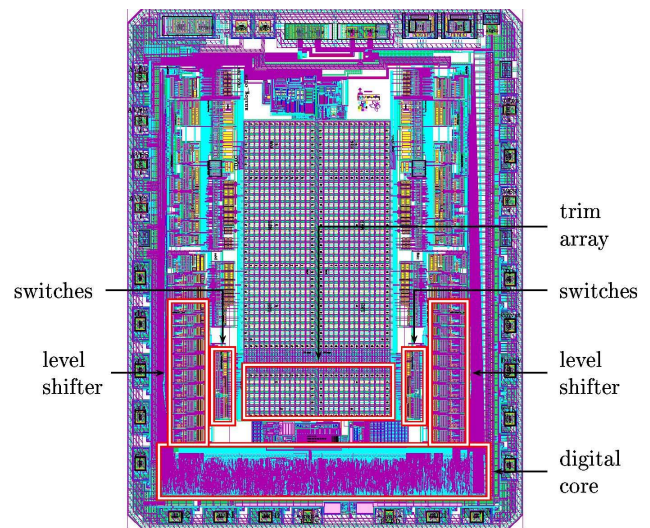 trim
array
switches
switches
level
shifter
level
shifter
digital
core